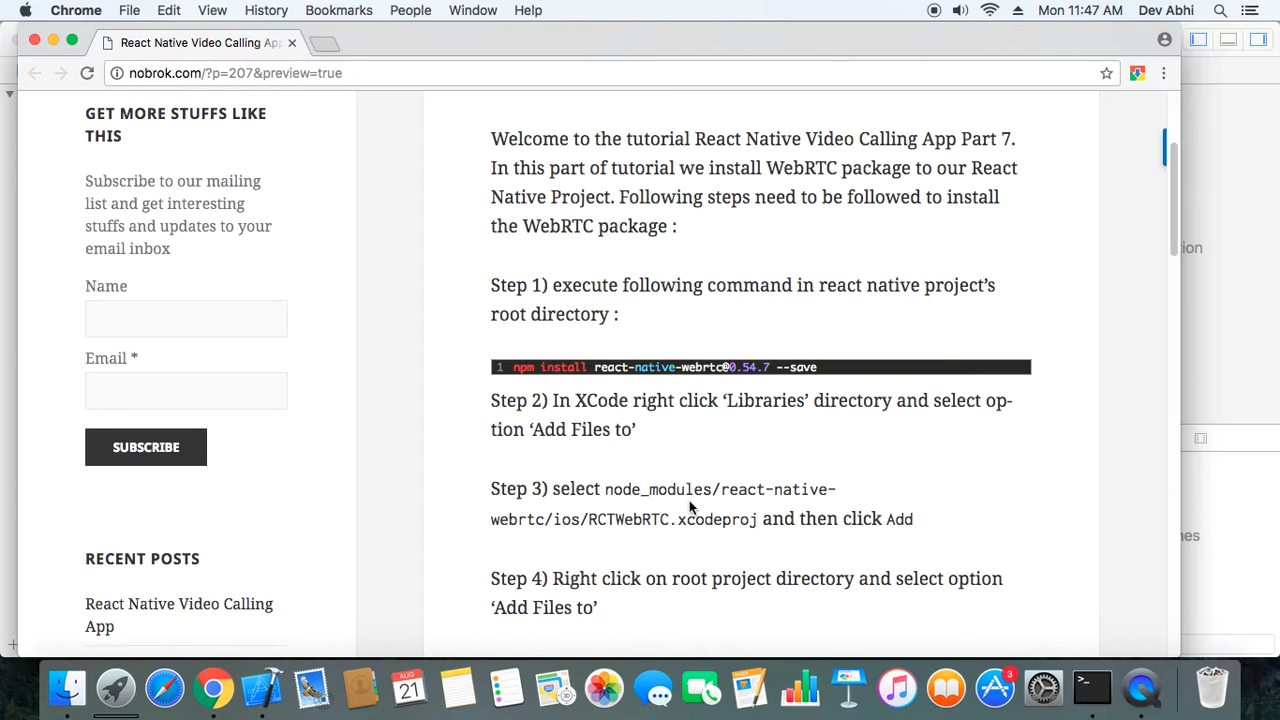 Chrome File Edit View History Bookmarks People Window Help Mon 11:47 AM Dev Abhi
React Native Video Calling App
nobrok.com/?p=207&preview=true
GET MORE STUFFS LIKE
THIS
Subscribe to our mailing
list and get interesting
stuffs and updates to your
email inbox
Name
Email *
SUBSCRIBE
RECENT POSTS
React Native Video Calling
App
Welcome to the tutorial React Native Video Calling App Part 7.
In this part of tutorial we install WebRTC package to our React
Native Project. Following steps need to be followed to install
the WebRTC package :
Step 1) execute following command in react native project’s
root directory :
1 npm install react-native-webrtc@0.54.7 --save
Step 2) In XCode right click ‘Libraries’ directory and select op-
tion ‘Add Files to’
Step 3) select node_modules/react-native-
webrtc/ios/RCTWebRTC.xcodeproj and then click Add
Step 4) Right click on root project directory and select option
‘Add Files to’
tion
nes
AUG
21
3